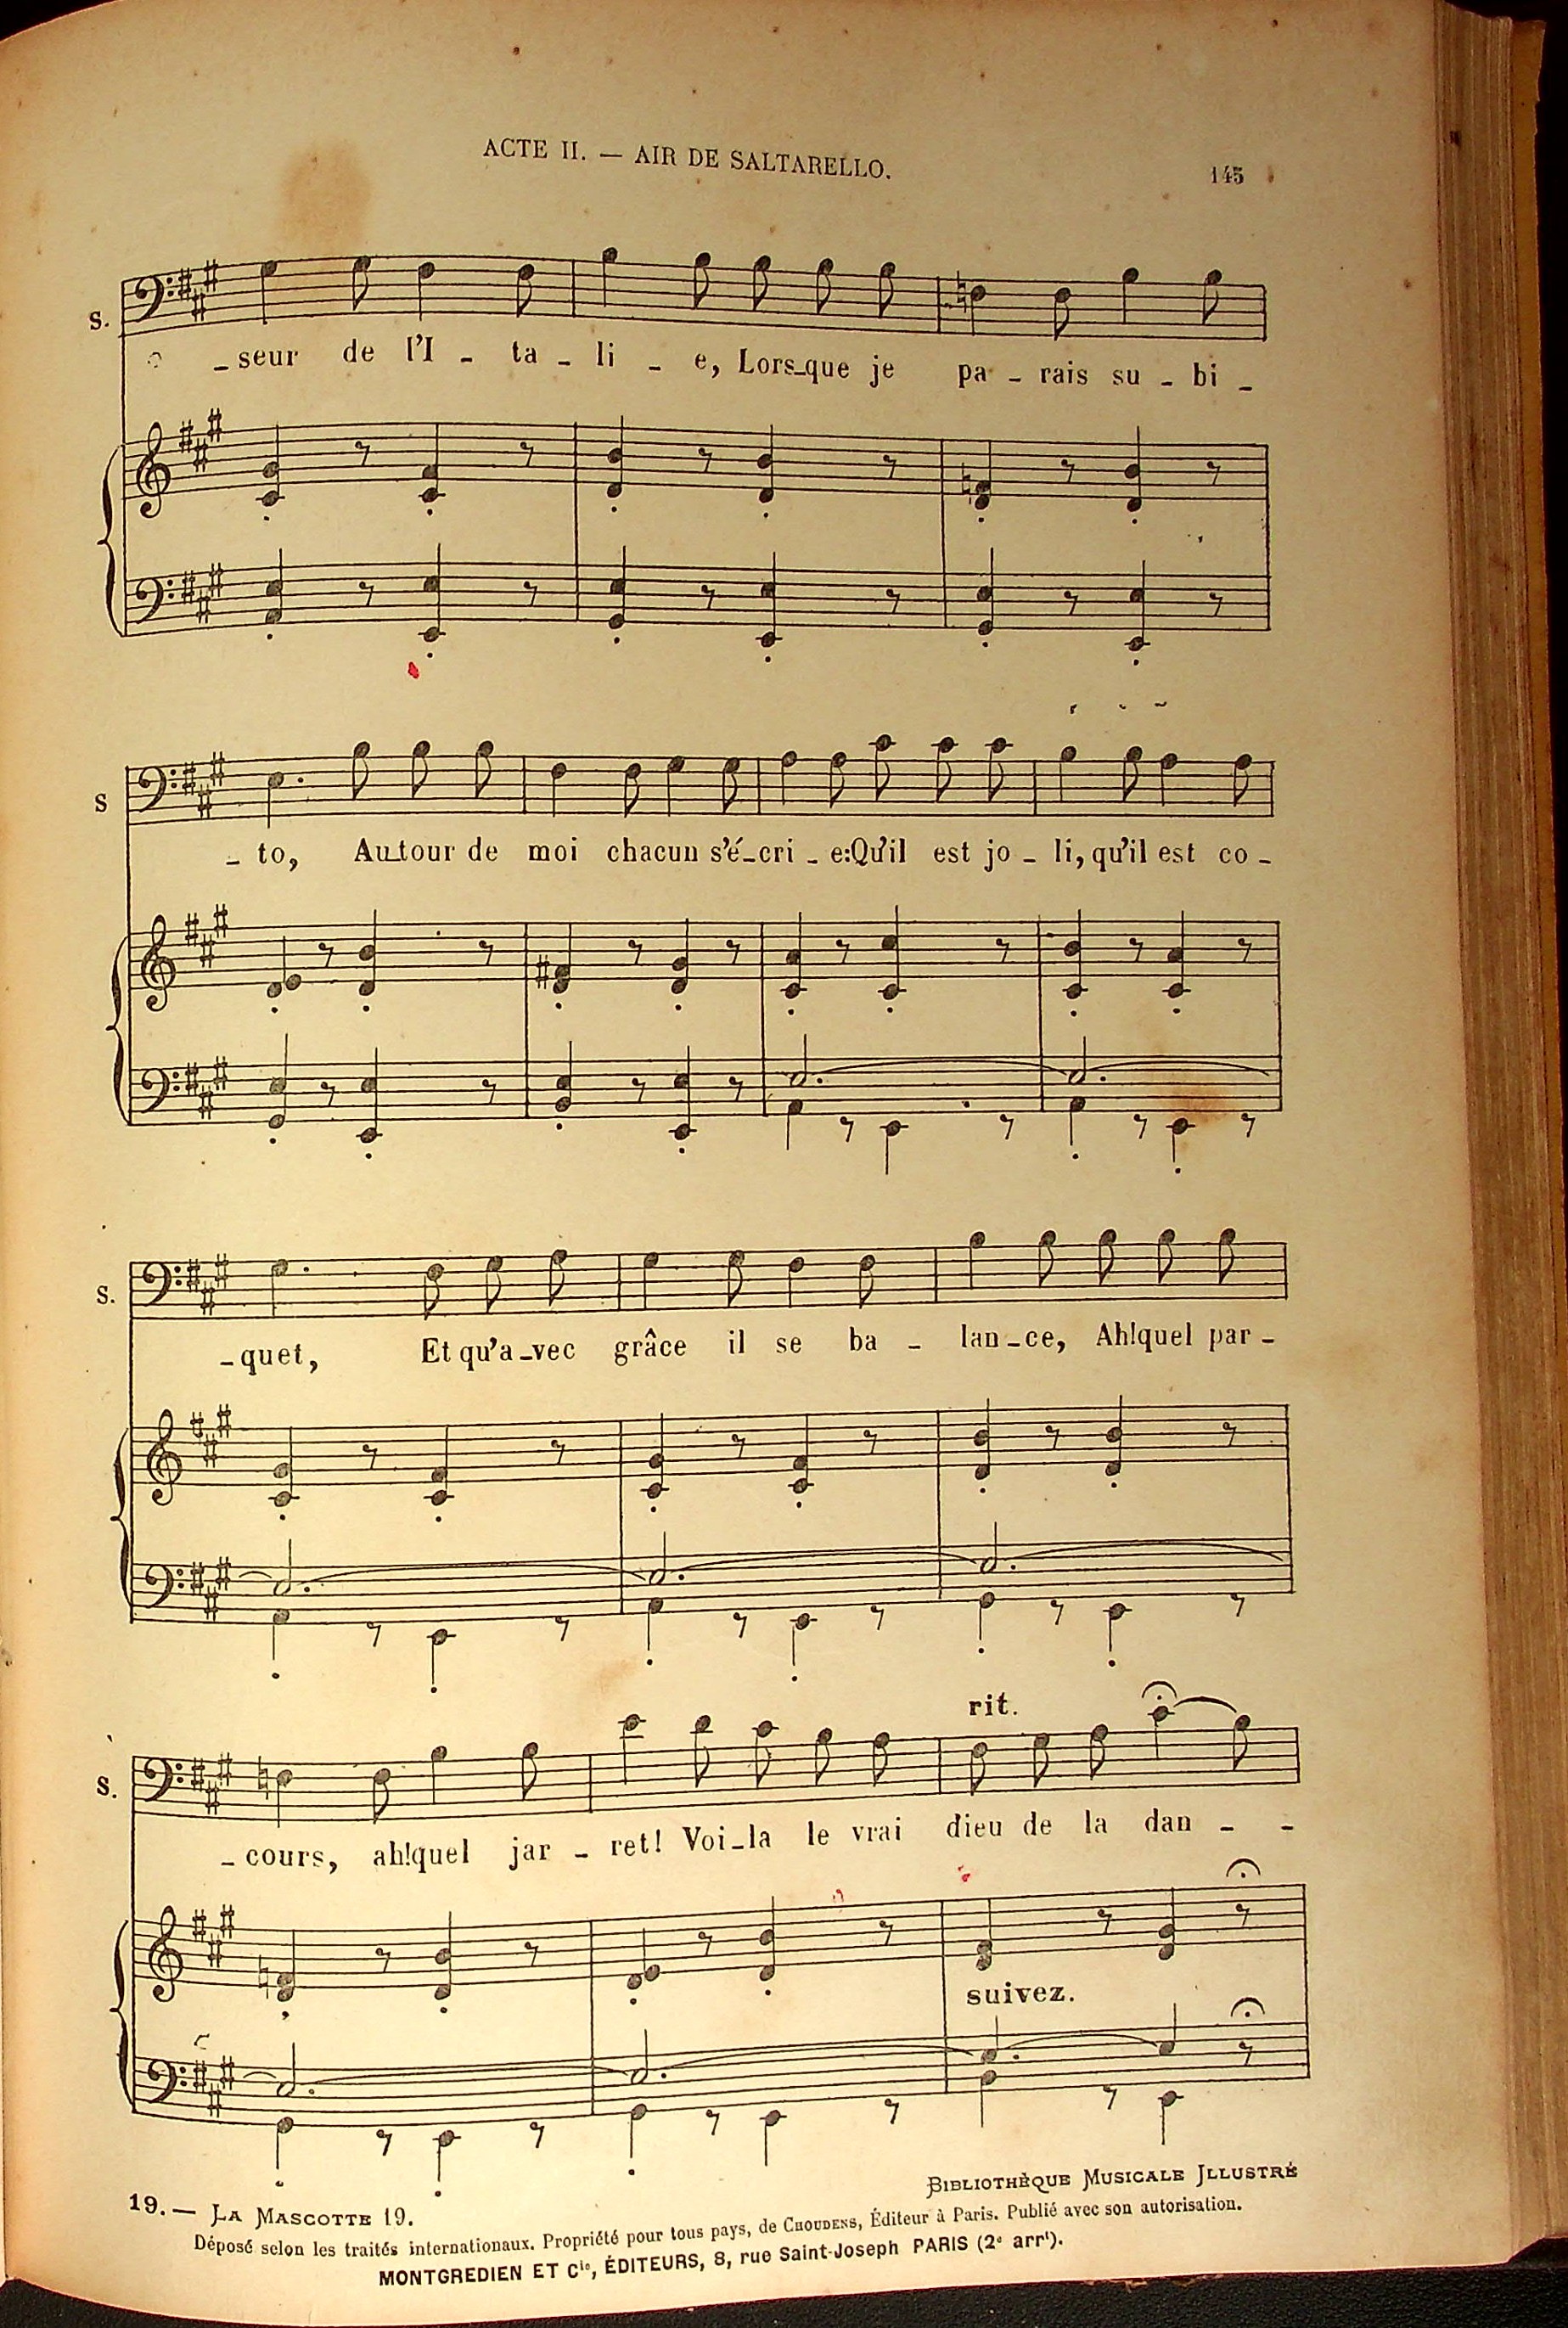 ACTE II. — AIR DE SALTARELLO.
145
S.
_ seur de l'I _ ta _ li _ e, Lors_que je pa _ rais su _ bi _
S
_ to, Au_tour de moi chacun s'é_cri _ e:Qu'il est jo _ li, qu'il est co _
S.
_ quet, Et qu'a_vec grâce il se ba _ lan_ce, Ah!quel par _
rit.
S.
_ cours, ah!quel jar _ ret! Voi_la le vrai dieu de la dan _ _
suivez.
BIBLIOTHÈQUE MUSICALE ILLUSTRÉ
19. — LA MASCOTTE 19.
Déposé selon les traités internationaux. Propriété pour tous pays, de CHOUDENS, Éditeur à Paris. Publié avec son autorisation.
MONTGREDIEN ET Cie, ÉDITEURS, 8, rue Saint-Joseph PARIS (2e arrt).